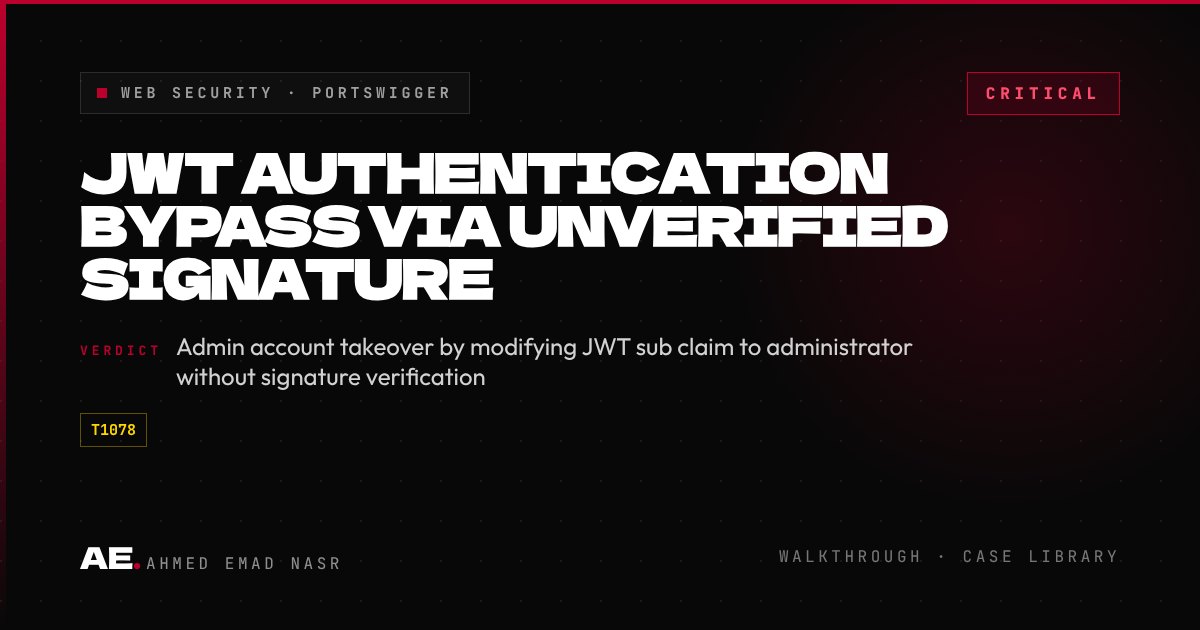 WEB SECURITY · PORTSWIGGER
CRITICAL
JWT AUTHENTICATION
BYPASS VIA UNVERIFIED
SIGNATURE
VERDICT Admin account takeover by modifying JWT sub claim to administrator
without signature verification
T1078
AE. AHMED EMAD NASR
WALKTHROUGH · CASE LIBRARY